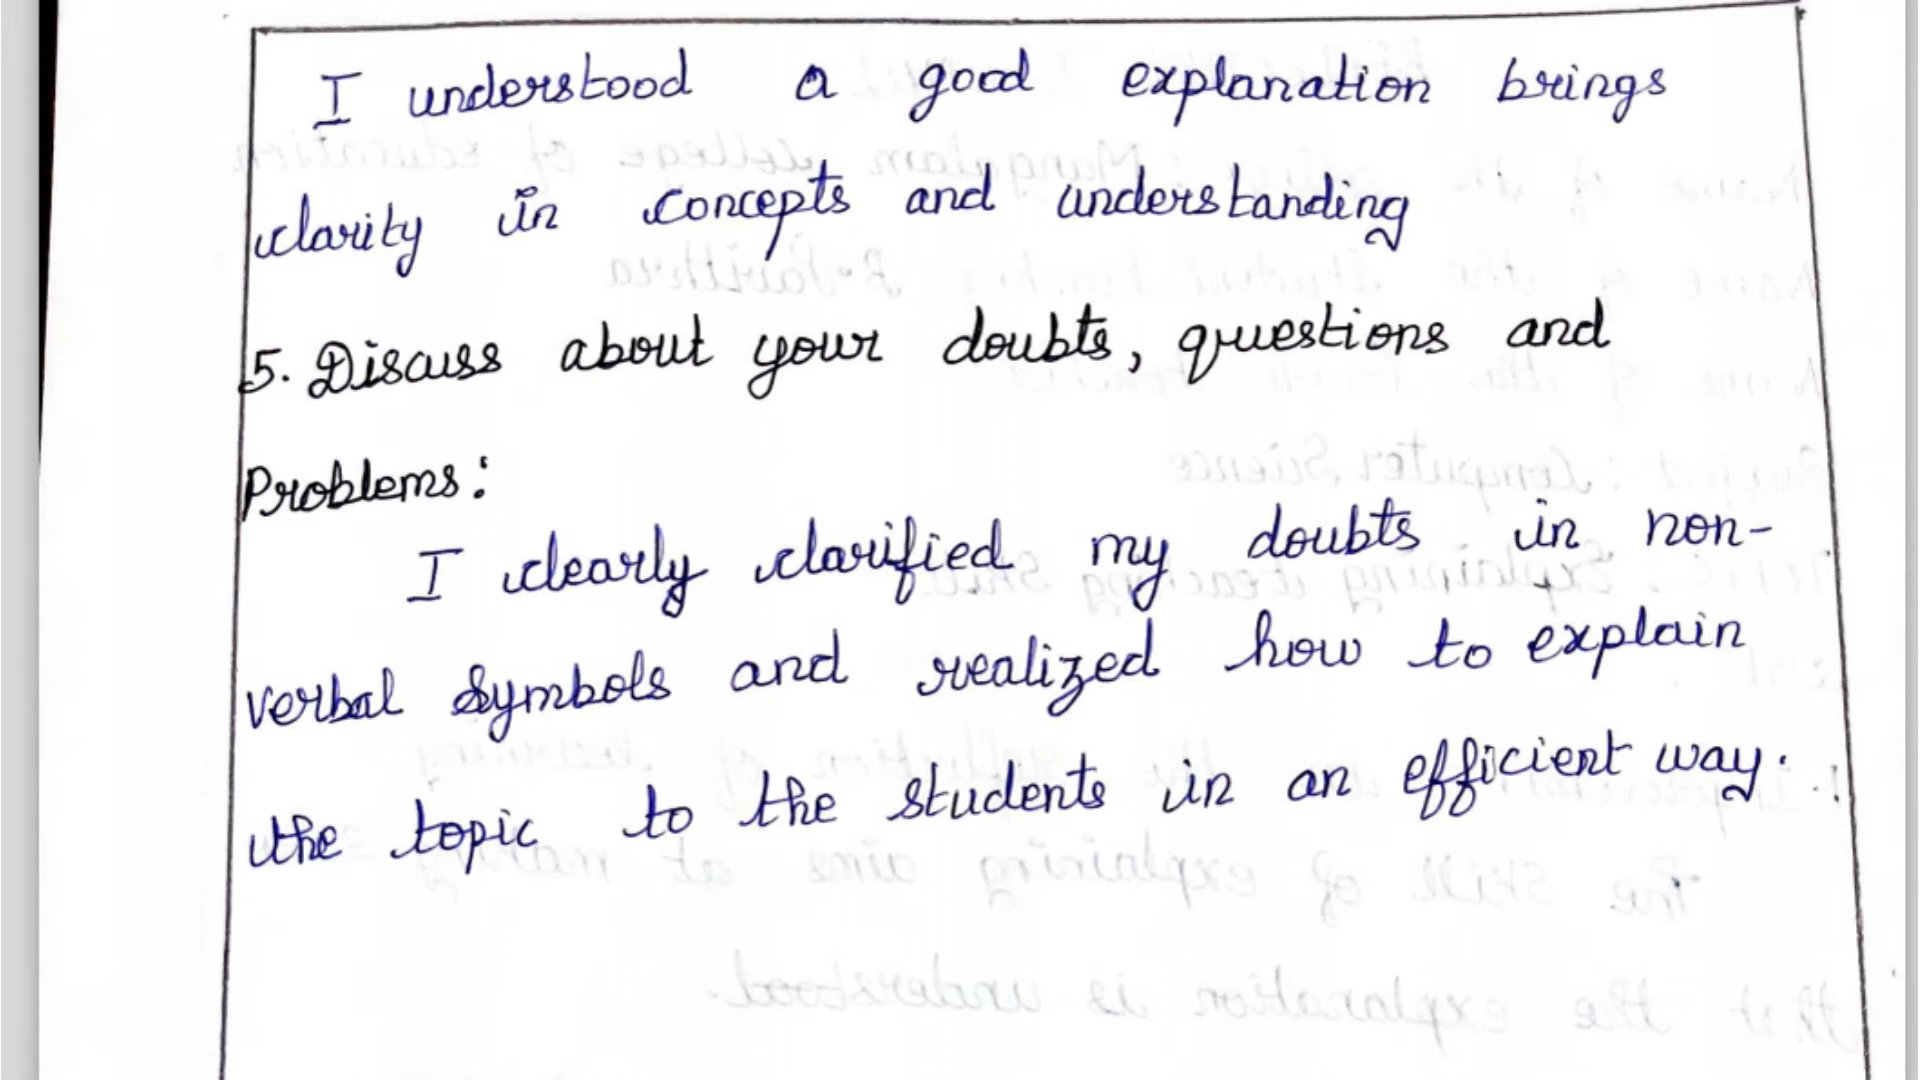 I understood a good explanation brings
clarity in concepts and understanding
5. Discuss about your doubts, questions and
Problems:
I clearly clarified my doubts in non-
verbal symbols and realized how to explain
the topic to the students in an efficient way.